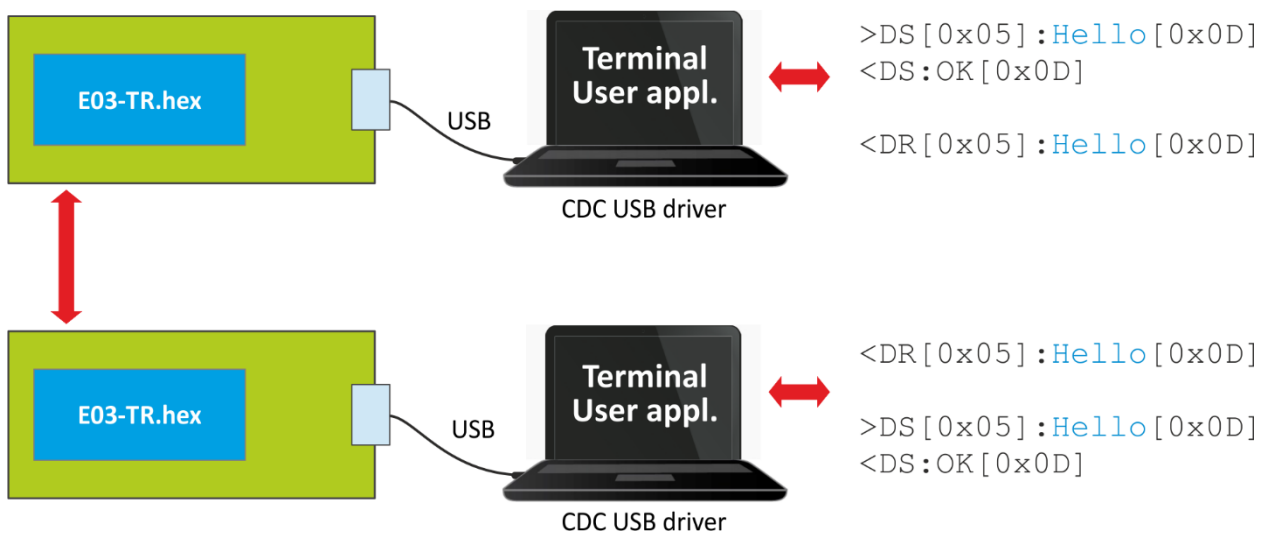 E03-TR.hex
USB
Terminal
User appl.
CDC USB driver
>DS[0x05]:Hello[0x0D]
<DS:OK[0x0D]
<DR[0x05]:Hello[0x0D]
E03-TR.hex
USB
Terminal
User appl.
CDC USB driver
<DR[0x05]:Hello[0x0D]
>DS[0x05]:Hello[0x0D]
<DS:OK[0x0D]